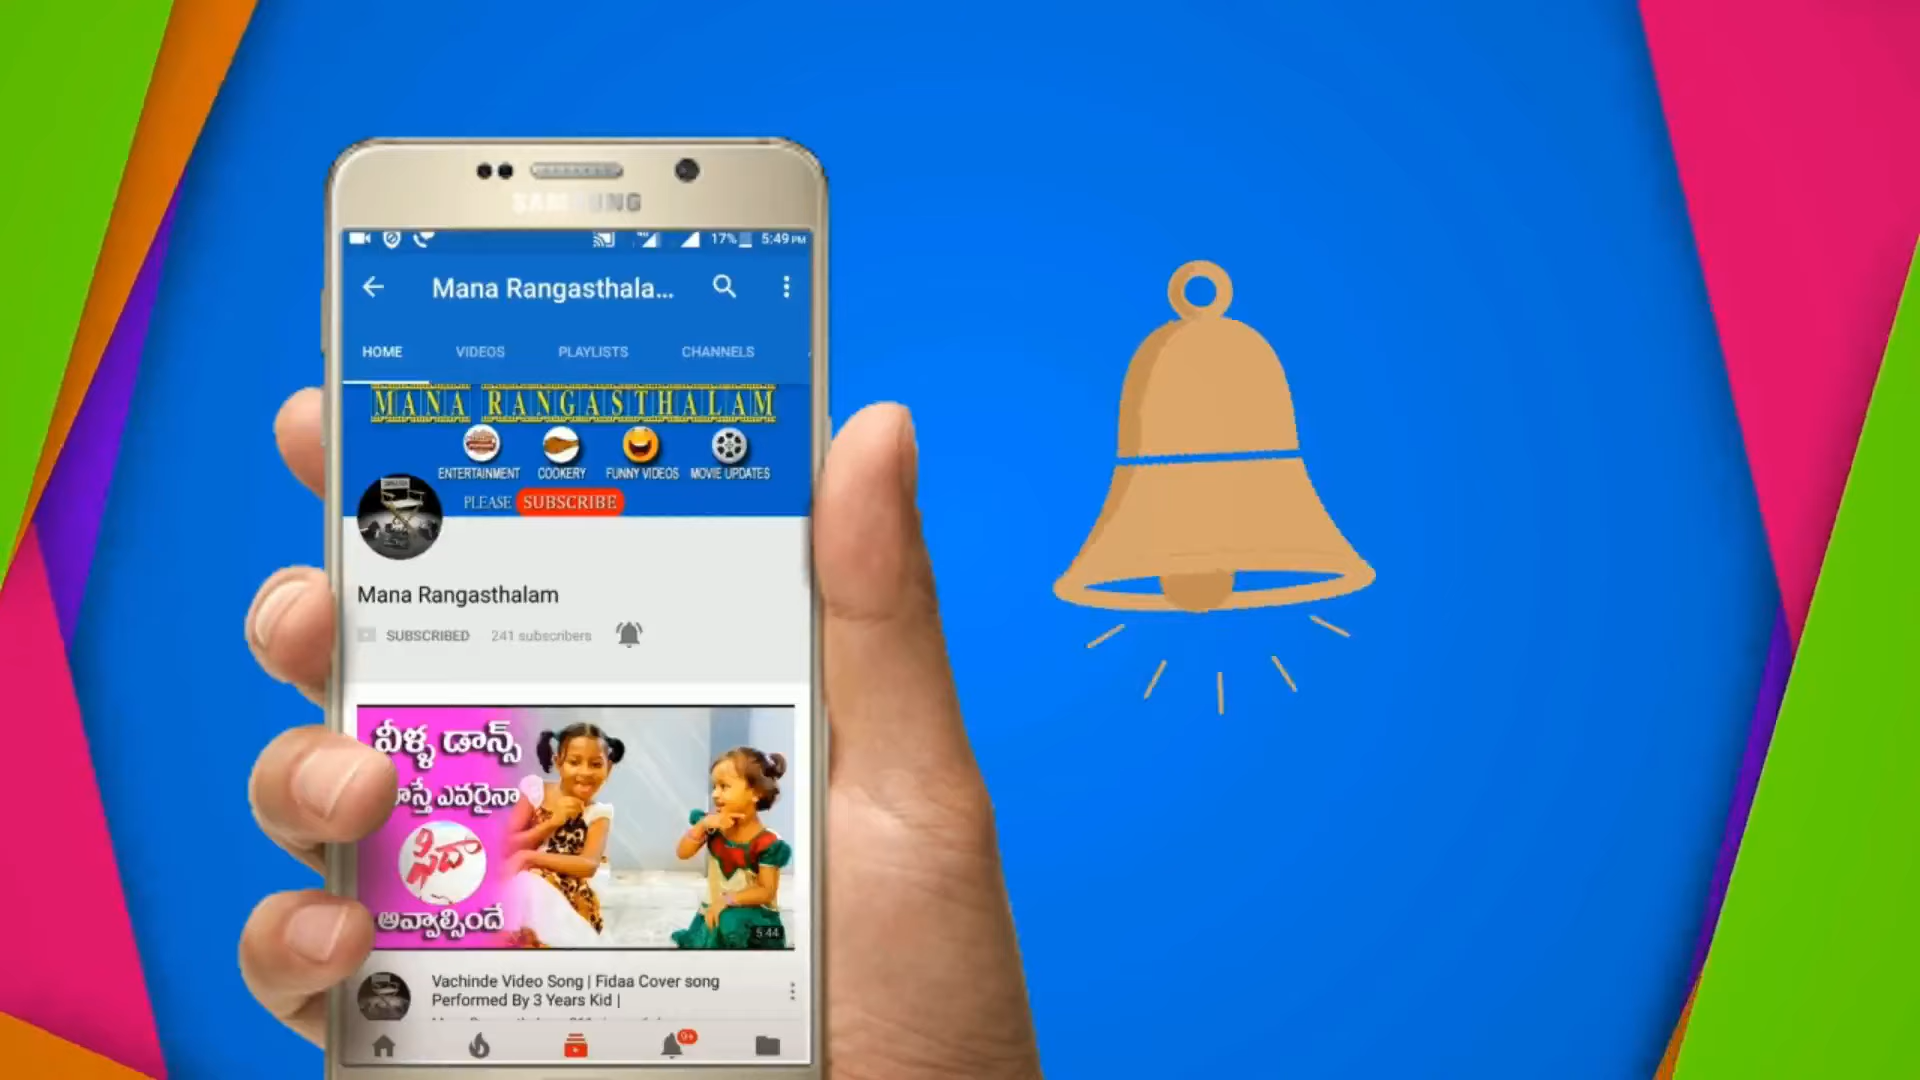 SAMSUNG
17% 5:49 PM
Mana Rangasthala...
HOME VIDEOS PLAYLISTS CHANNELS
MANA RANGASTHALAM
ENTERTAINMENT COOKERY FUNNY VIDEOS MOVIE UPDATES
PLEASE SUBSCRIBE
Mana Rangasthalam
SUBSCRIBED 241 subscribers
వీళ్ళ డాన్స్
ఎవరైనా
ఫిదా
అవ్వాల్సిందే
5:44
Vachinde Video Song | Fidaa Cover song
Performed By 3 Years Kid |
9+